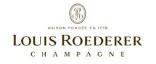 MAISON FONDÉE EN 1776
LOUIS ROEDERER
CHAMPAGNE